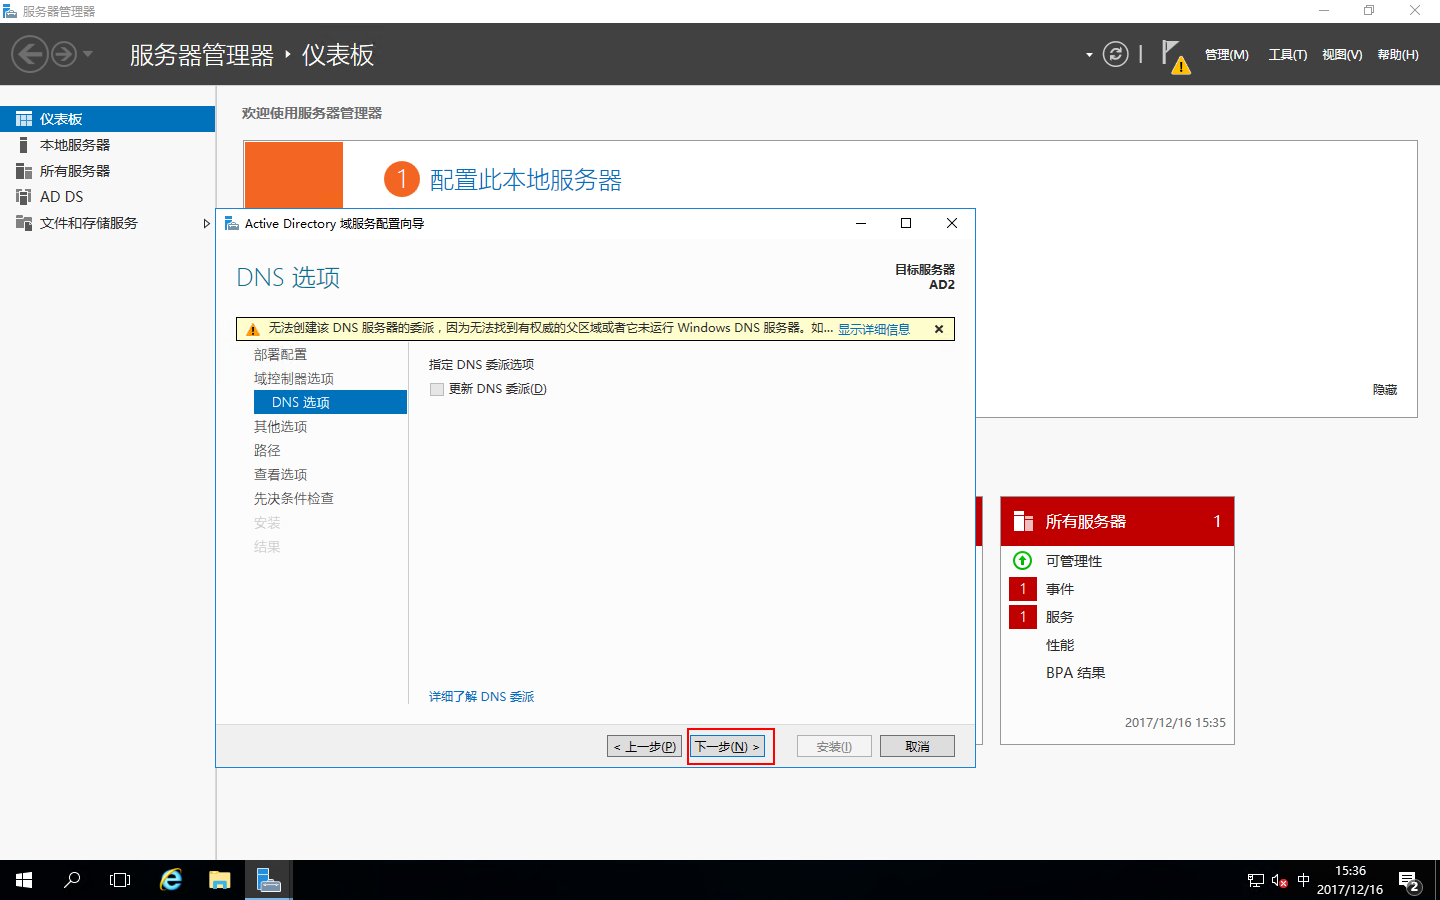 服务器管理器
服务器管理器 ‣ 仪表板
管理(M) 工具(T) 视图(V) 帮助(H)
仪表板
本地服务器
所有服务器
AD DS
文件和存储服务
欢迎使用服务器管理器
1 配置此本地服务器
隐藏
Active Directory 域服务配置向导
DNS 选项
目标服务器
AD2
无法创建该 DNS 服务器的委派，因为无法找到有权威的父区域或者它未运行 Windows DNS 服务器。如... 显示详细信息
部署配置
域控制器选项
DNS 选项
其他选项
路径
查看选项
先决条件检查
安装
结果
指定 DNS 委派选项
更新 DNS 委派(D)
详细了解 DNS 委派
< 上一步(P) 下一步(N) > 安装(I) 取消
所有服务器 1
可管理性
1 事件
1 服务
性能
BPA 结果
2017/12/16 15:35
中
15:36
2017/12/16
2